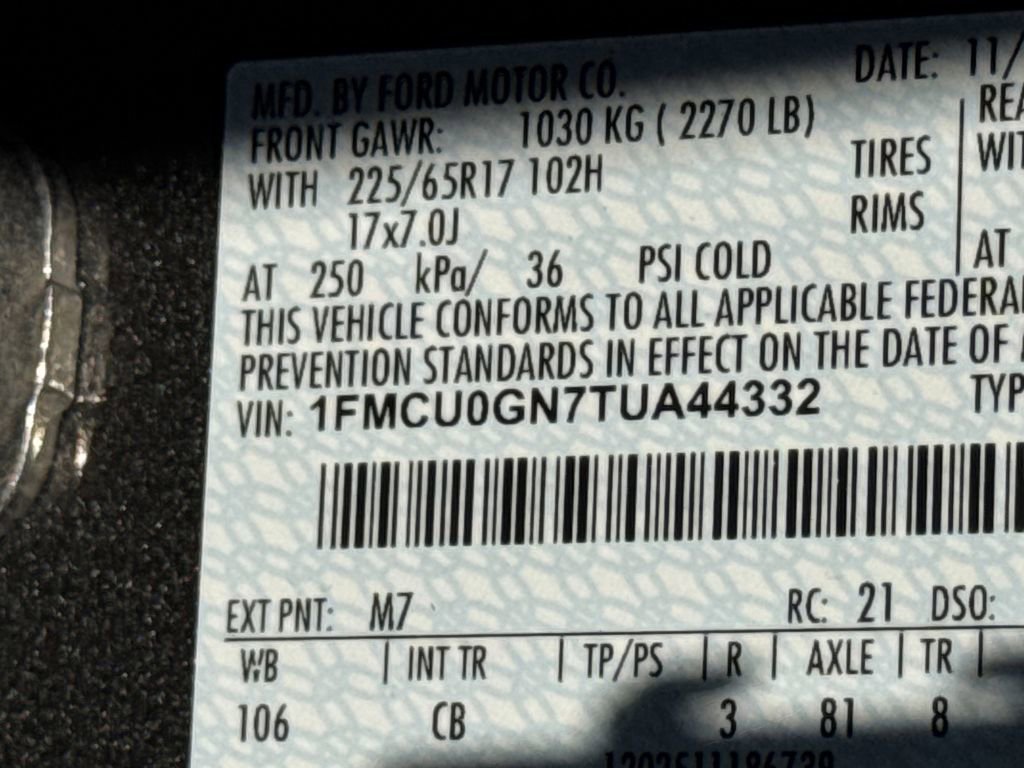 MFD. BY FORD MOTOR CO. DATE: 11/
FRONT GAWR: 1030 KG ( 2270 LB)
WITH 225/65R17 102H TIRES WIT
17x7.0J RIMS
AT 250 kPa/ 36 PSI COLD AT
THIS VEHICLE CONFORMS TO ALL APPLICABLE FEDERA
PREVENTION STANDARDS IN EFFECT ON THE DATE OF
VIN: 1FMCU0GN7TUA44332 TYP
EXT PNT: M7 RC: 21 DSO:
WB | INT TR | TP/PS | R | AXLE | TR |
106 CB 3 81 8